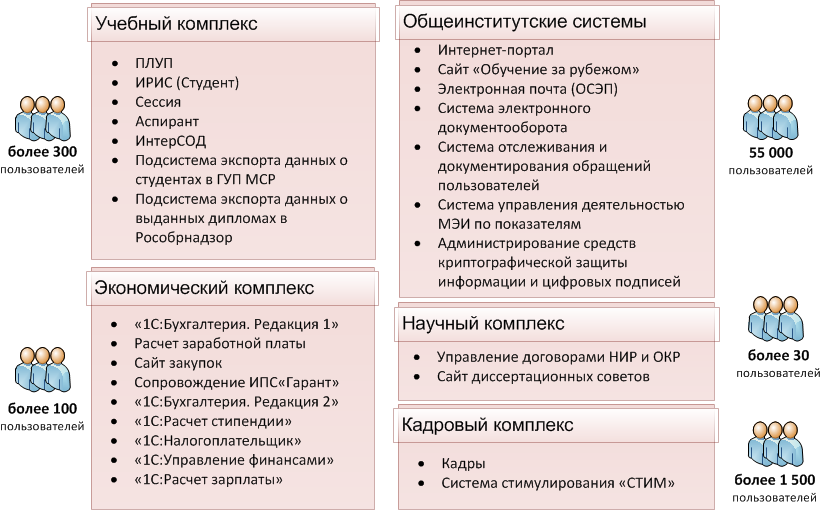 Учебный комплекс
ПЛУП
ИРИС (Студент)
Сессия
Аспирант
ИнтерСОД
Подсистема экспорта данных о
студентах в ГУП МСР
Подсистема экспорта данных о
выданных дипломах в
Рособрнадзор
более 300
пользователей
Экономический комплекс
«1С:Бухгалтерия. Редакция 1»
Расчет заработной платы
Сайт закупок
Сопровождение ИПС«Гарант»
«1С:Бухгалтерия. Редакция 2»
«1С:Расчет стипендии»
«1С:Налогоплательщик»
«1С:Управление финансами»
«1С:Расчет зарплаты»
более 100
пользователей
Общеинститутские системы
Интернет-портал
Сайт «Обучение за рубежом»
Электронная почта (ОСЭП)
Система электронного
документооборота
Система отслеживания и
документирования обращений
пользователей
Система управления деятельностью
МЭИ по показателям
Администрирование средств
криптографической защиты
информации и цифровых подписей
55 000
пользователей
Научный комплекс
Управление договорами НИР и ОКР
Сайт диссертационных советов
более 30
пользователей
Кадровый комплекс
Кадры
Система стимулирования «СТИМ»
более 1 500
пользователей